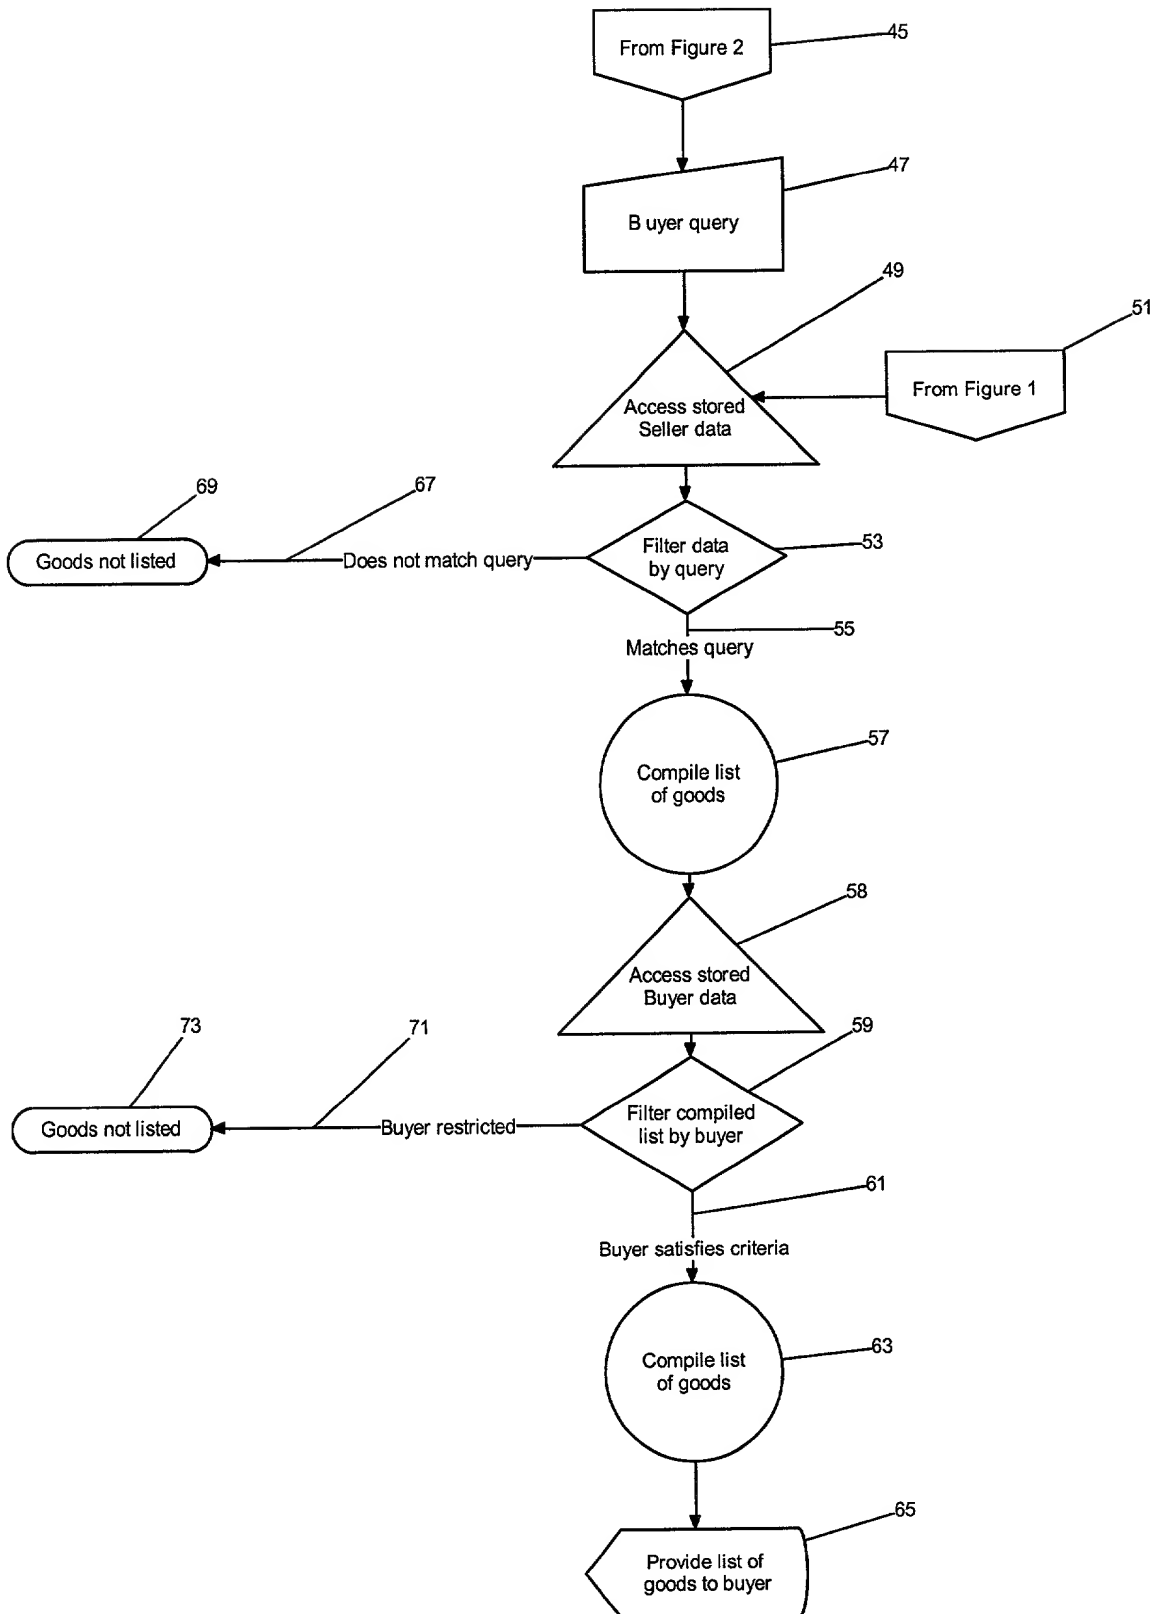 From Figure 2
45
B uyer query
47
49
51
Access stored
Seller data
From Figure 1
69
67
Goods not listed
Does not match query
Filter data
by query
53
55
Matches query
57
Compile list
of goods
58
Access stored
Buyer data
73
71
59
Goods not listed
Buyer restricted
Filter compiled
list by buyer
61
Buyer satisfies criteria
63
Compile list
of goods
65
Provide list of
goods to buyer